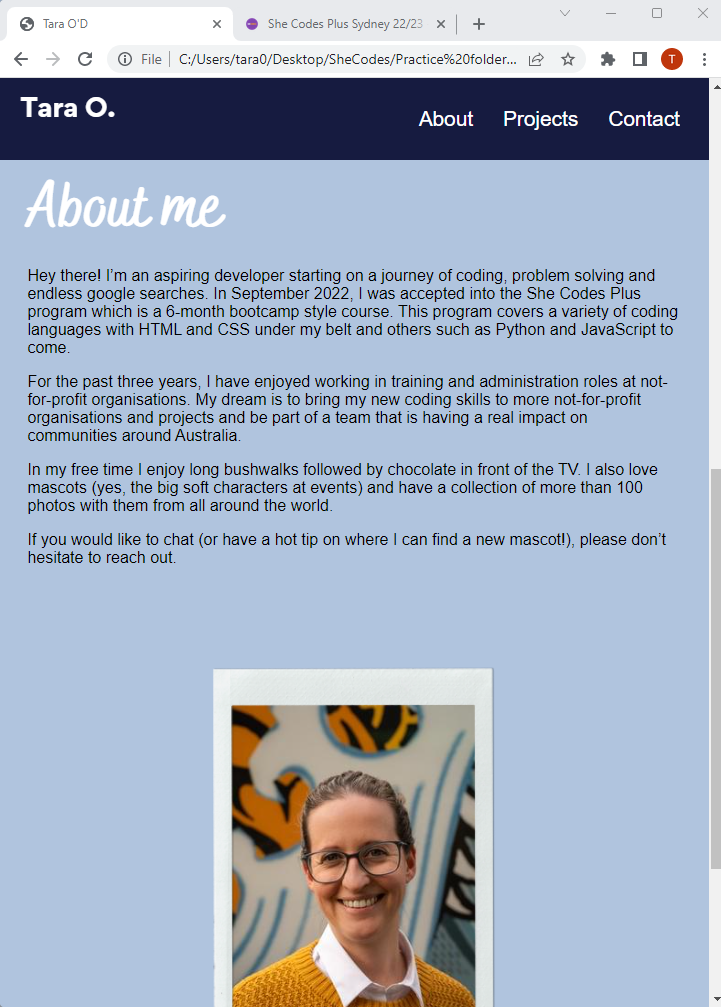 Tara O'D
She Codes Plus Sydney 22/23
File
C:/Users/tara0/Desktop/SheCodes/Practice%20folder...
T
Tara O.
About Projects Contact
About me
Hey there! I’m an aspiring developer starting on a journey of coding, problem solving and
endless google searches. In September 2022, I was accepted into the She Codes Plus
program which is a 6-month bootcamp style course. This program covers a variety of coding
languages with HTML and CSS under my belt and others such as Python and JavaScript to
come.
For the past three years, I have enjoyed working in training and administration roles at not-
for-profit organisations. My dream is to bring my new coding skills to more not-for-profit
organisations and projects and be part of a team that is having a real impact on
communities around Australia.
In my free time I enjoy long bushwalks followed by chocolate in front of the TV. I also love
mascots (yes, the big soft characters at events) and have a collection of more than 100
photos with them from all around the world.
If you would like to chat (or have a hot tip on where I can find a new mascot!), please don’t
hesitate to reach out.